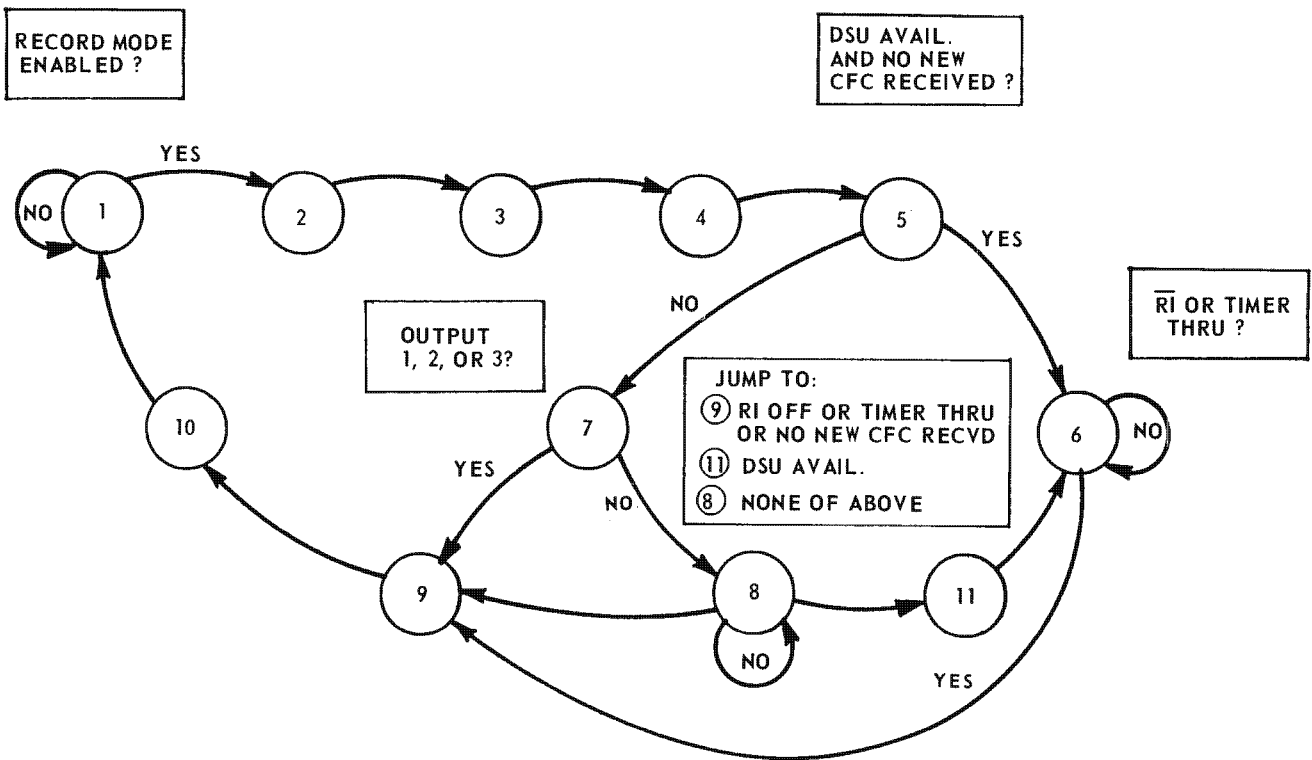 RECORD MODE
ENABLED ?
DSU AVAIL.
AND NO NEW
CFC RECEIVED ?
YES
NO
1
2
3
4
5
YES
NO
R̅I̅ OR TIMER
THRU ?
OUTPUT
1, 2, OR 3?
JUMP TO:
9 RI OFF OR TIMER THRU
OR NO NEW CFC RECVD
11 DSU AVAIL.
8 NONE OF ABOVE
10
7
6
NO
YES
NO
9
8
11
NO
YES